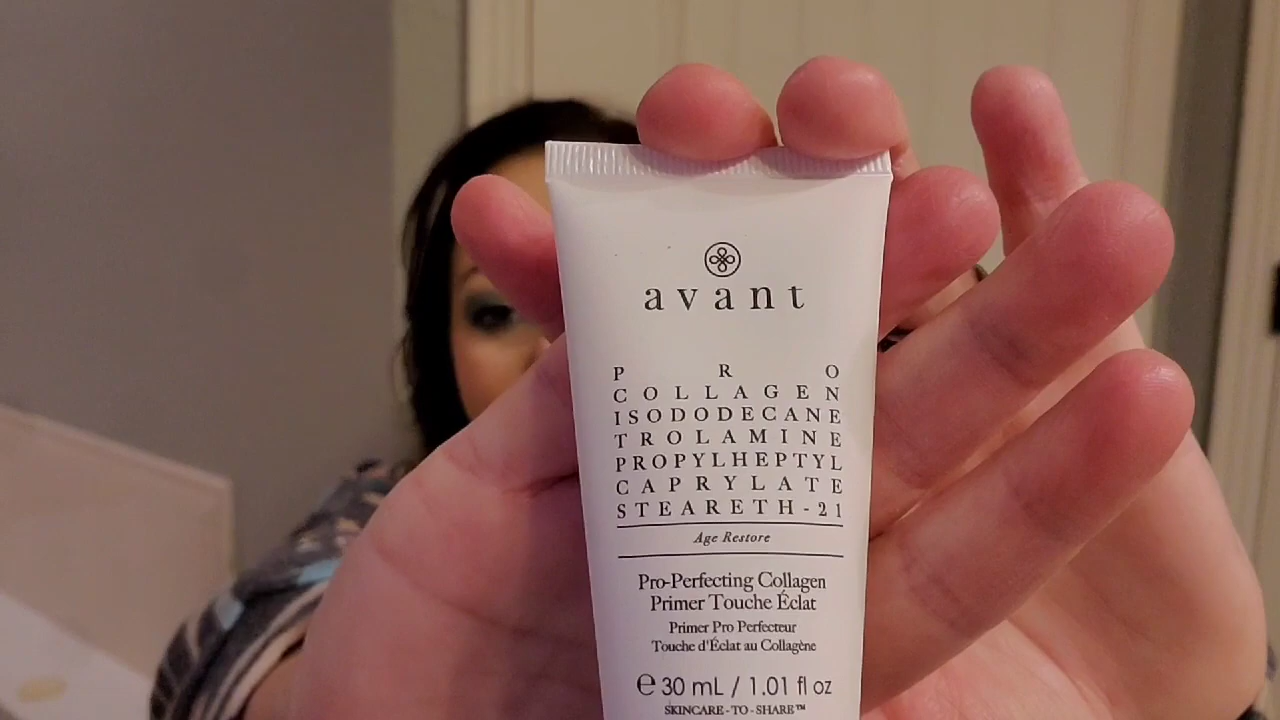 avant
PRO
COLLAGEN
ISODODECANE
TROLAMINE
PROPYLHEPTYL
CAPRYLATE
STEARETH-21
Age Restore
Pro-Perfecting Collagen
Primer Touche Éclat
Primer Pro Perfecteur
Touche d'Éclat au Collagène
℮ 30 mL / 1.01 fl oz
SKINCARE-TO-SHARE™